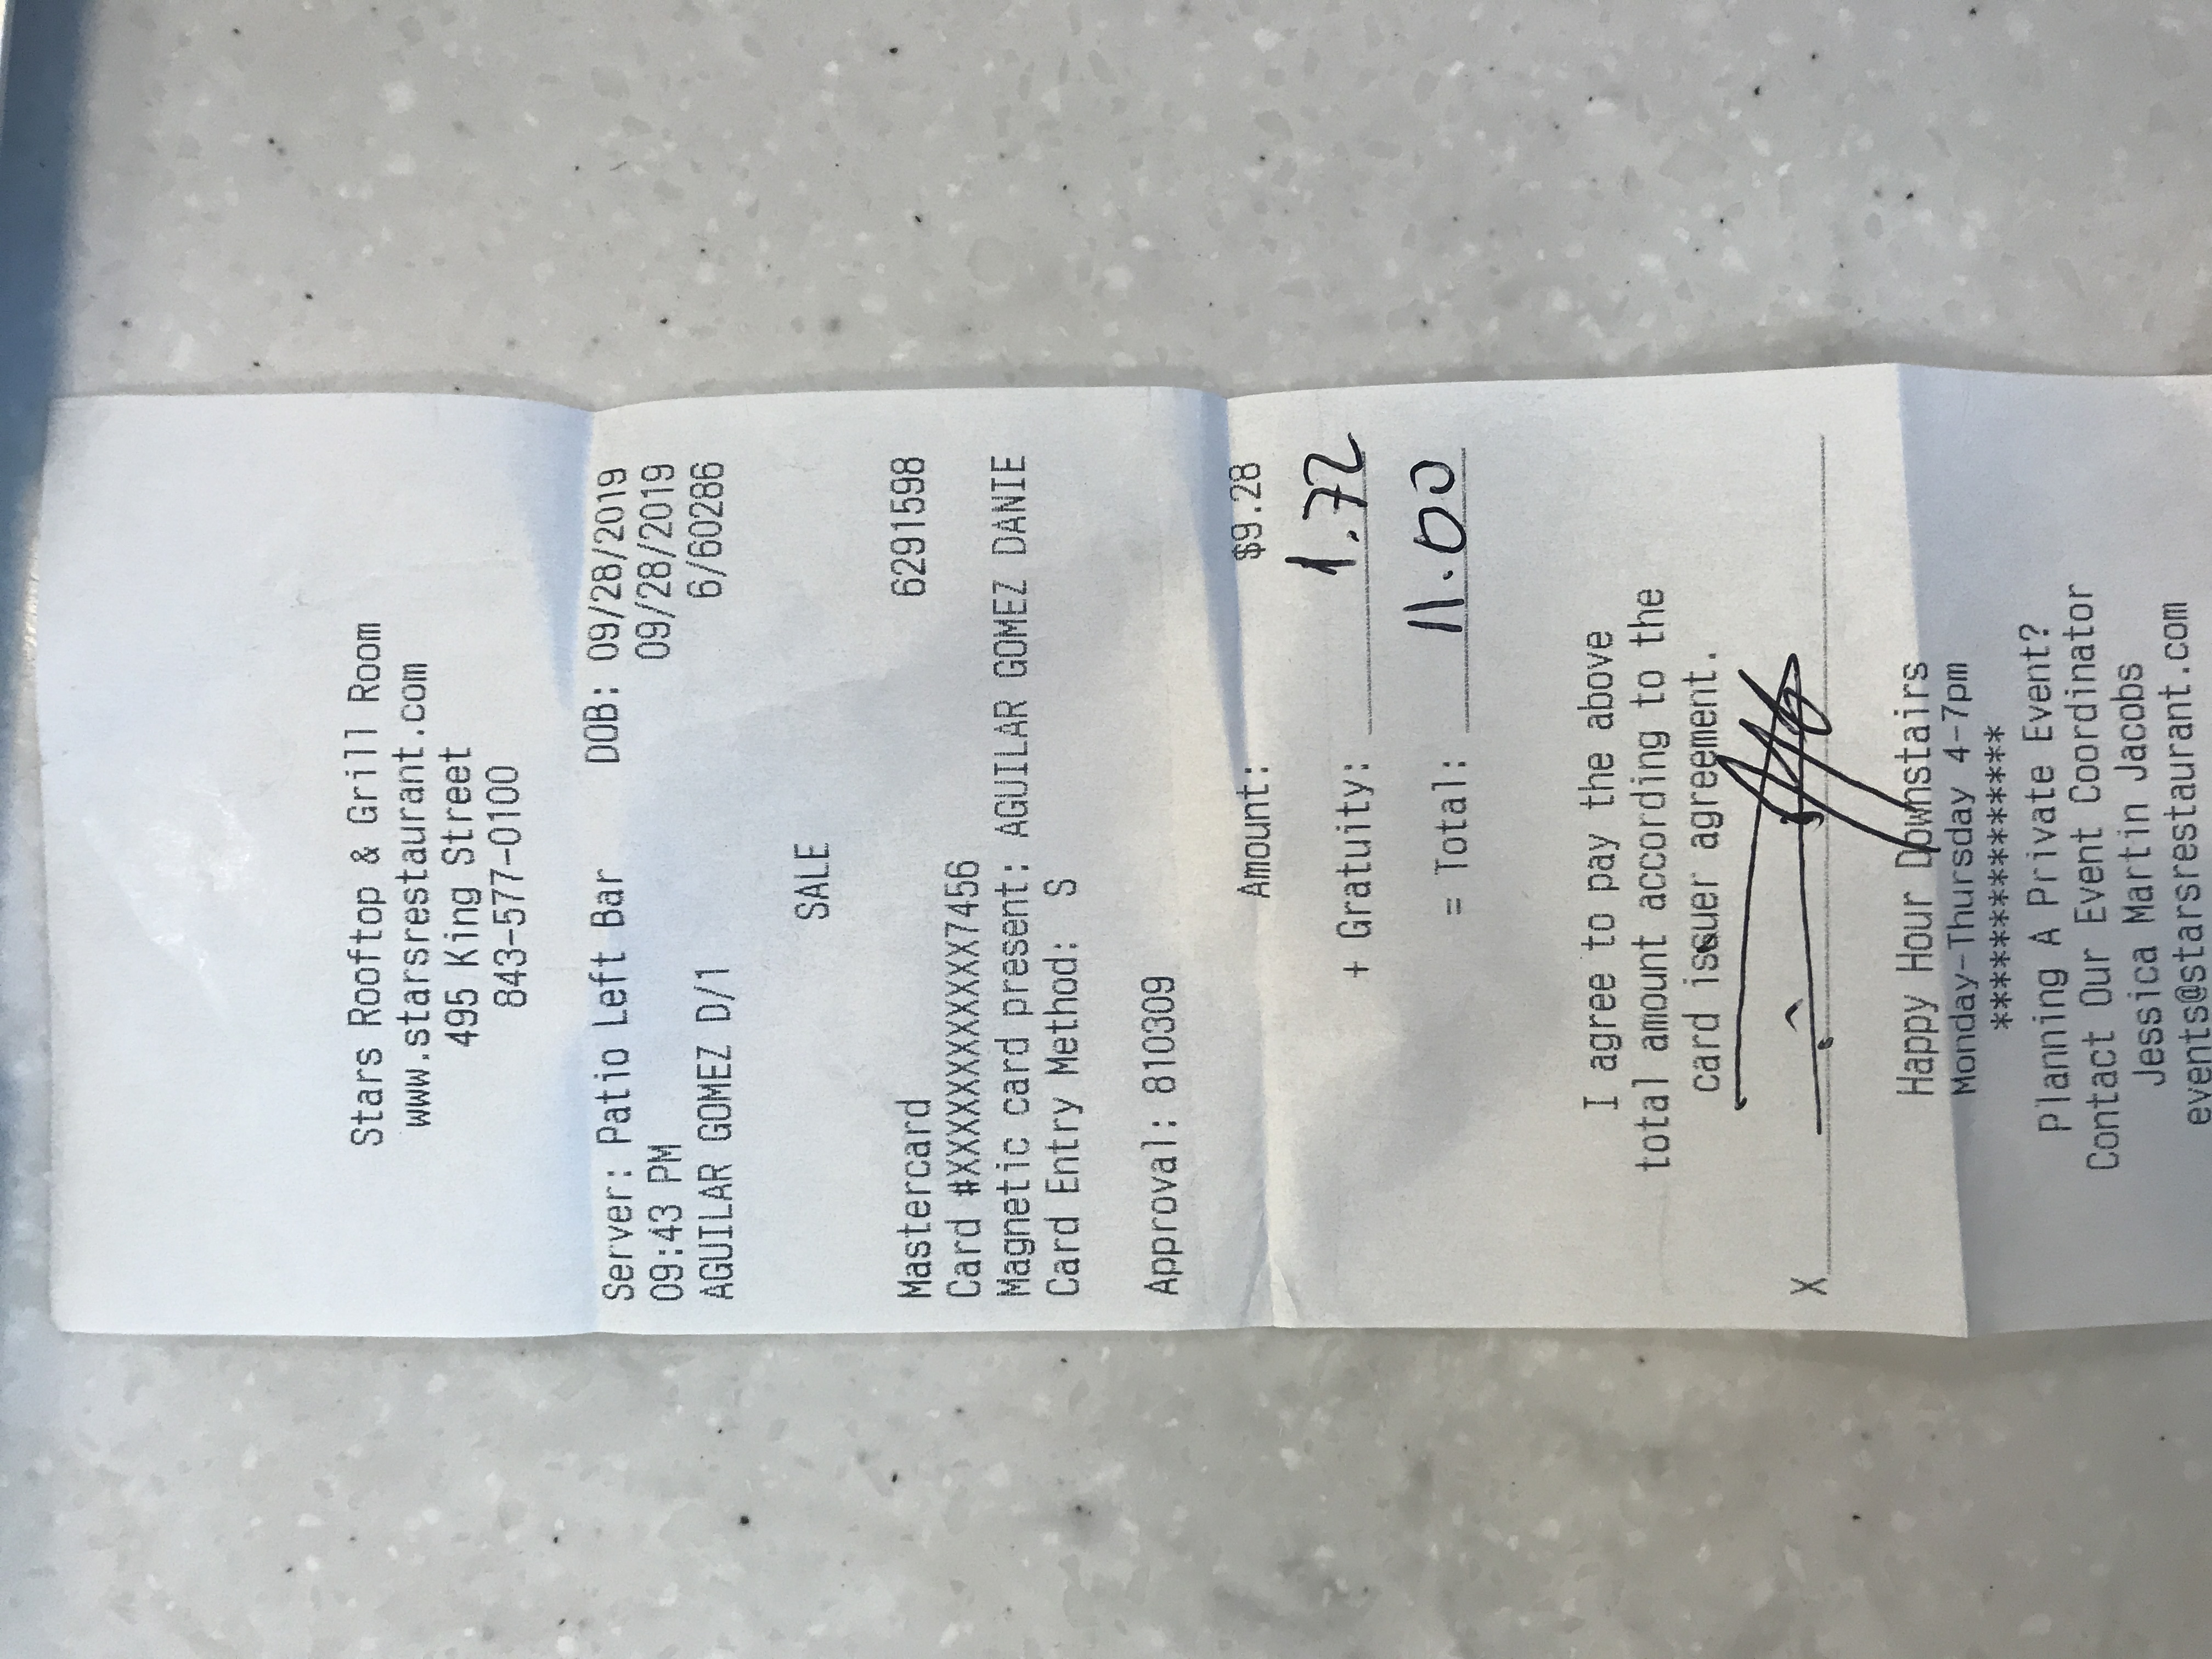 Stars Rooftop & Grill Room
www.starsrestaurant.com
495 King Street
843-577-0100
Server: Patio Left Bar DOB: 09/28/2019
09:43 PM 09/28/2019
AGUILAR GOMEZ D/1 6/60286
SALE
Mastercard 6291598
Card #XXXXXXXXXXXX7456
Magnetic card present: AGUILAR GOMEZ DANIE
Card Entry Method: S
Approval: 810309
Amount: $9.28
+ Gratuity: 1.72
= Total: 11.00
I agree to pay the above
total amount according to the
card issuer agreement.
X
Happy Hour Downstairs
Monday-Thursday 4-7pm
***************
Planning A Private Event?
Contact Our Event Coordinator
Jessica Martin Jacobs
events@starsrestaurant.com